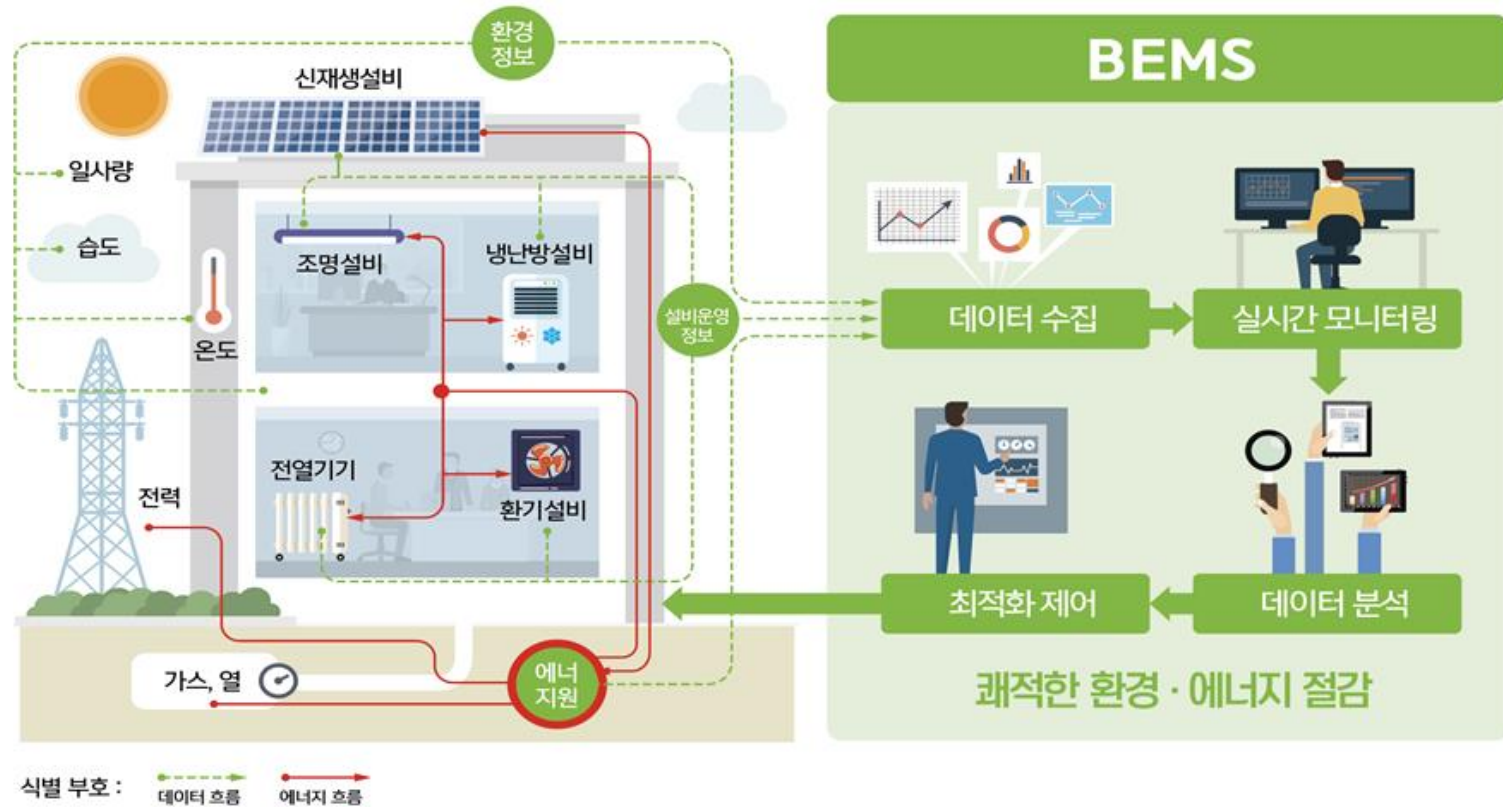 환경
정보
BEMS
신재생설비
일사량
습도
조명설비
냉난방설비
온도
설비운영
정보
데이터 수집
실시간 모니터링
전열기기
환기설비
전력
최적화 제어
데이터 분석
가스, 열
에너
지원
쾌적한 환경 · 에너지 절감
식별 부호 :
데이터 흐름
에너지 흐름